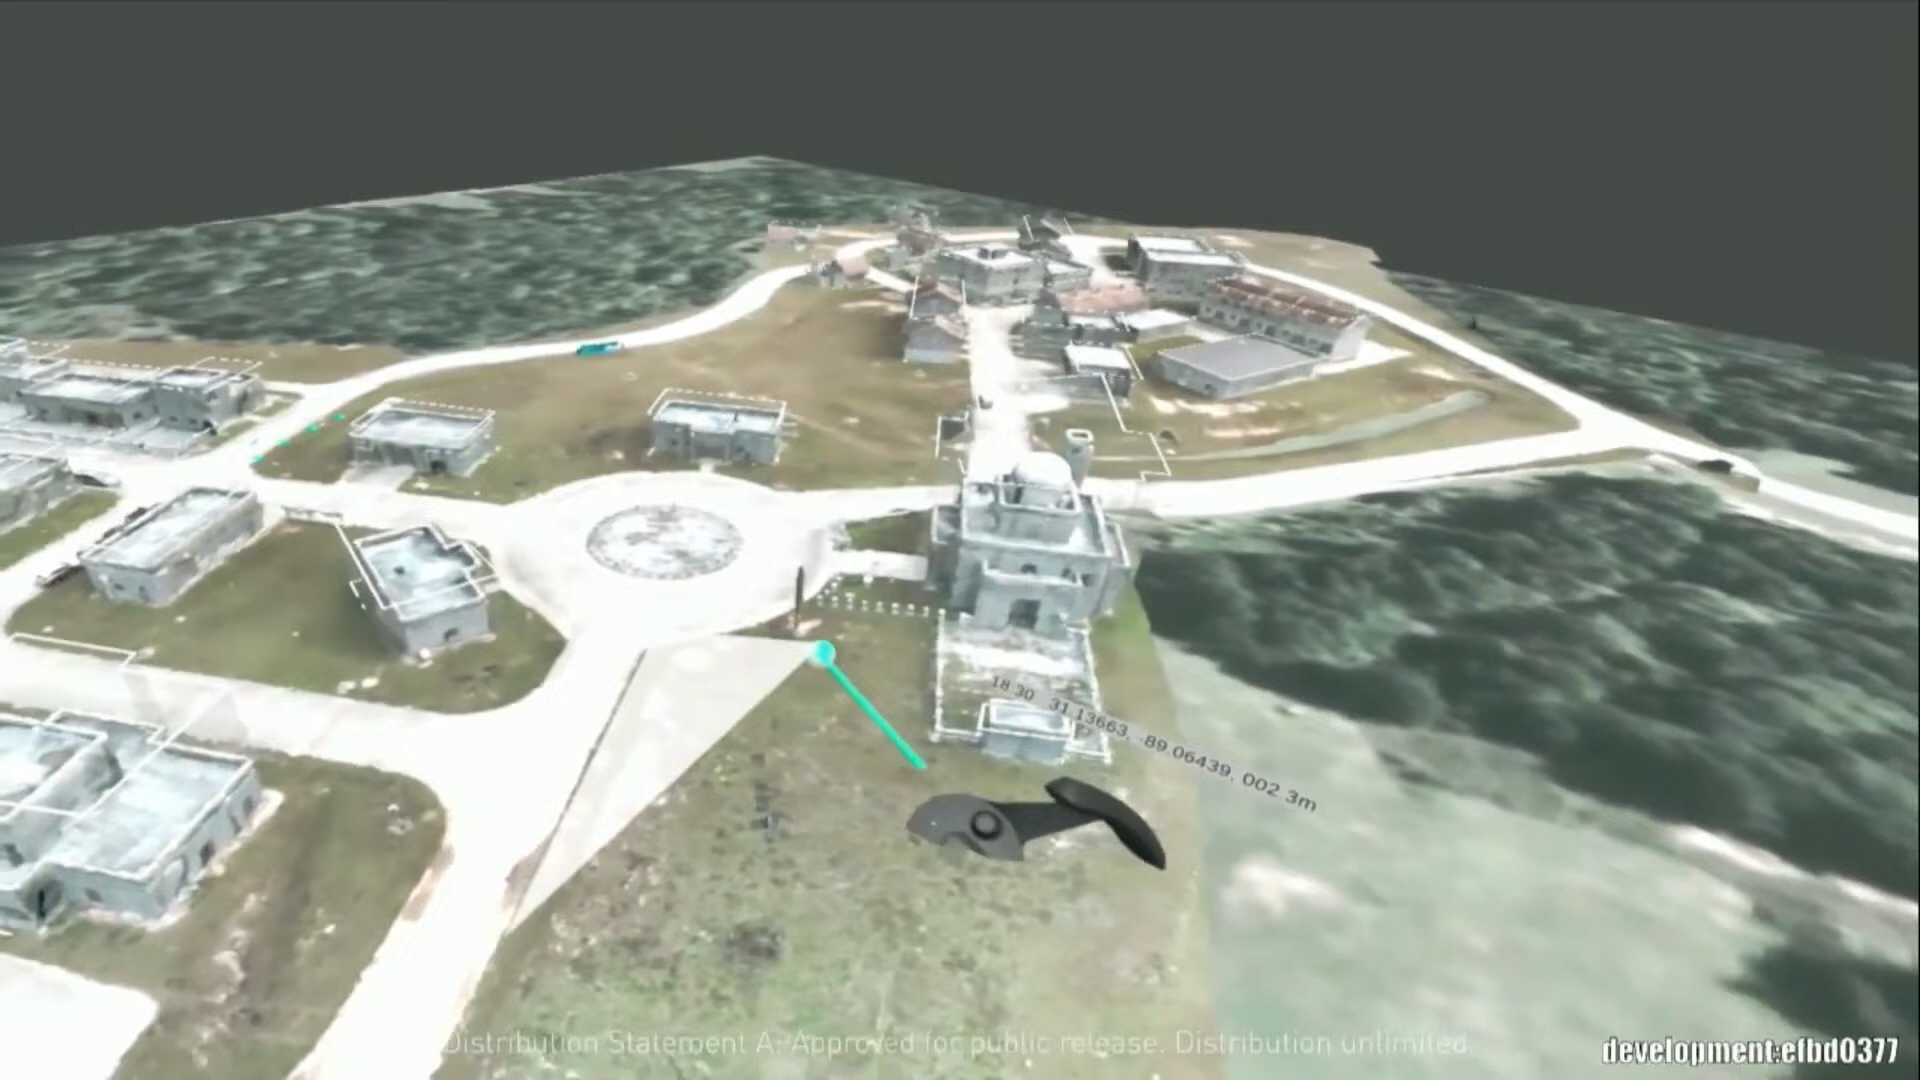 18.30 31.13663, -89.06439, 002.3m
Distribution Statement A: Approved for public release. Distribution unlimited.
development:efbd0377